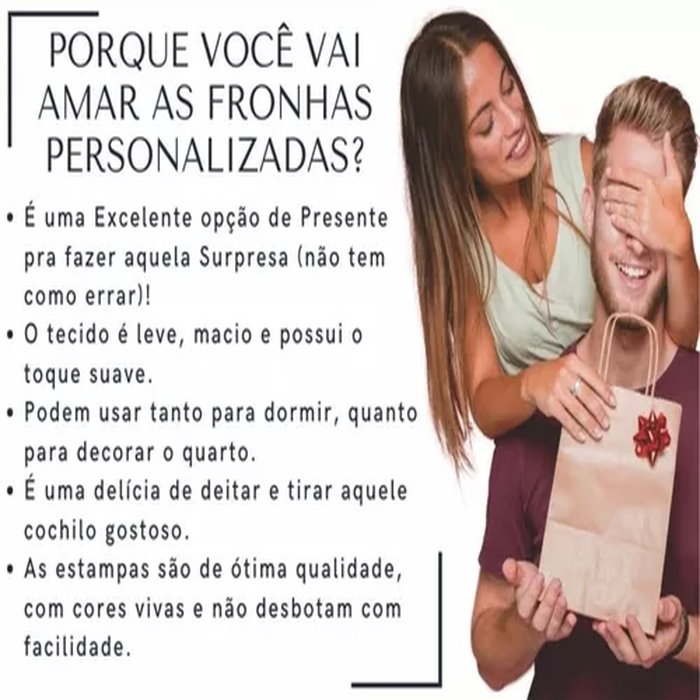 PORQUE VOCÊ VAI
AMAR AS FRONHAS
PERSONALIZADAS?
• É uma Excelente opção de Presente
pra fazer aquela Surpresa (não tem
como errar)!
• O tecido é leve, macio e possui o
toque suave.
• Podem usar tanto para dormir, quanto
para decorar o quarto.
• É uma delícia de deitar e tirar aquele
cochilo gostoso.
• As estampas são de ótima qualidade,
com cores vivas e não desbotam com
facilidade.